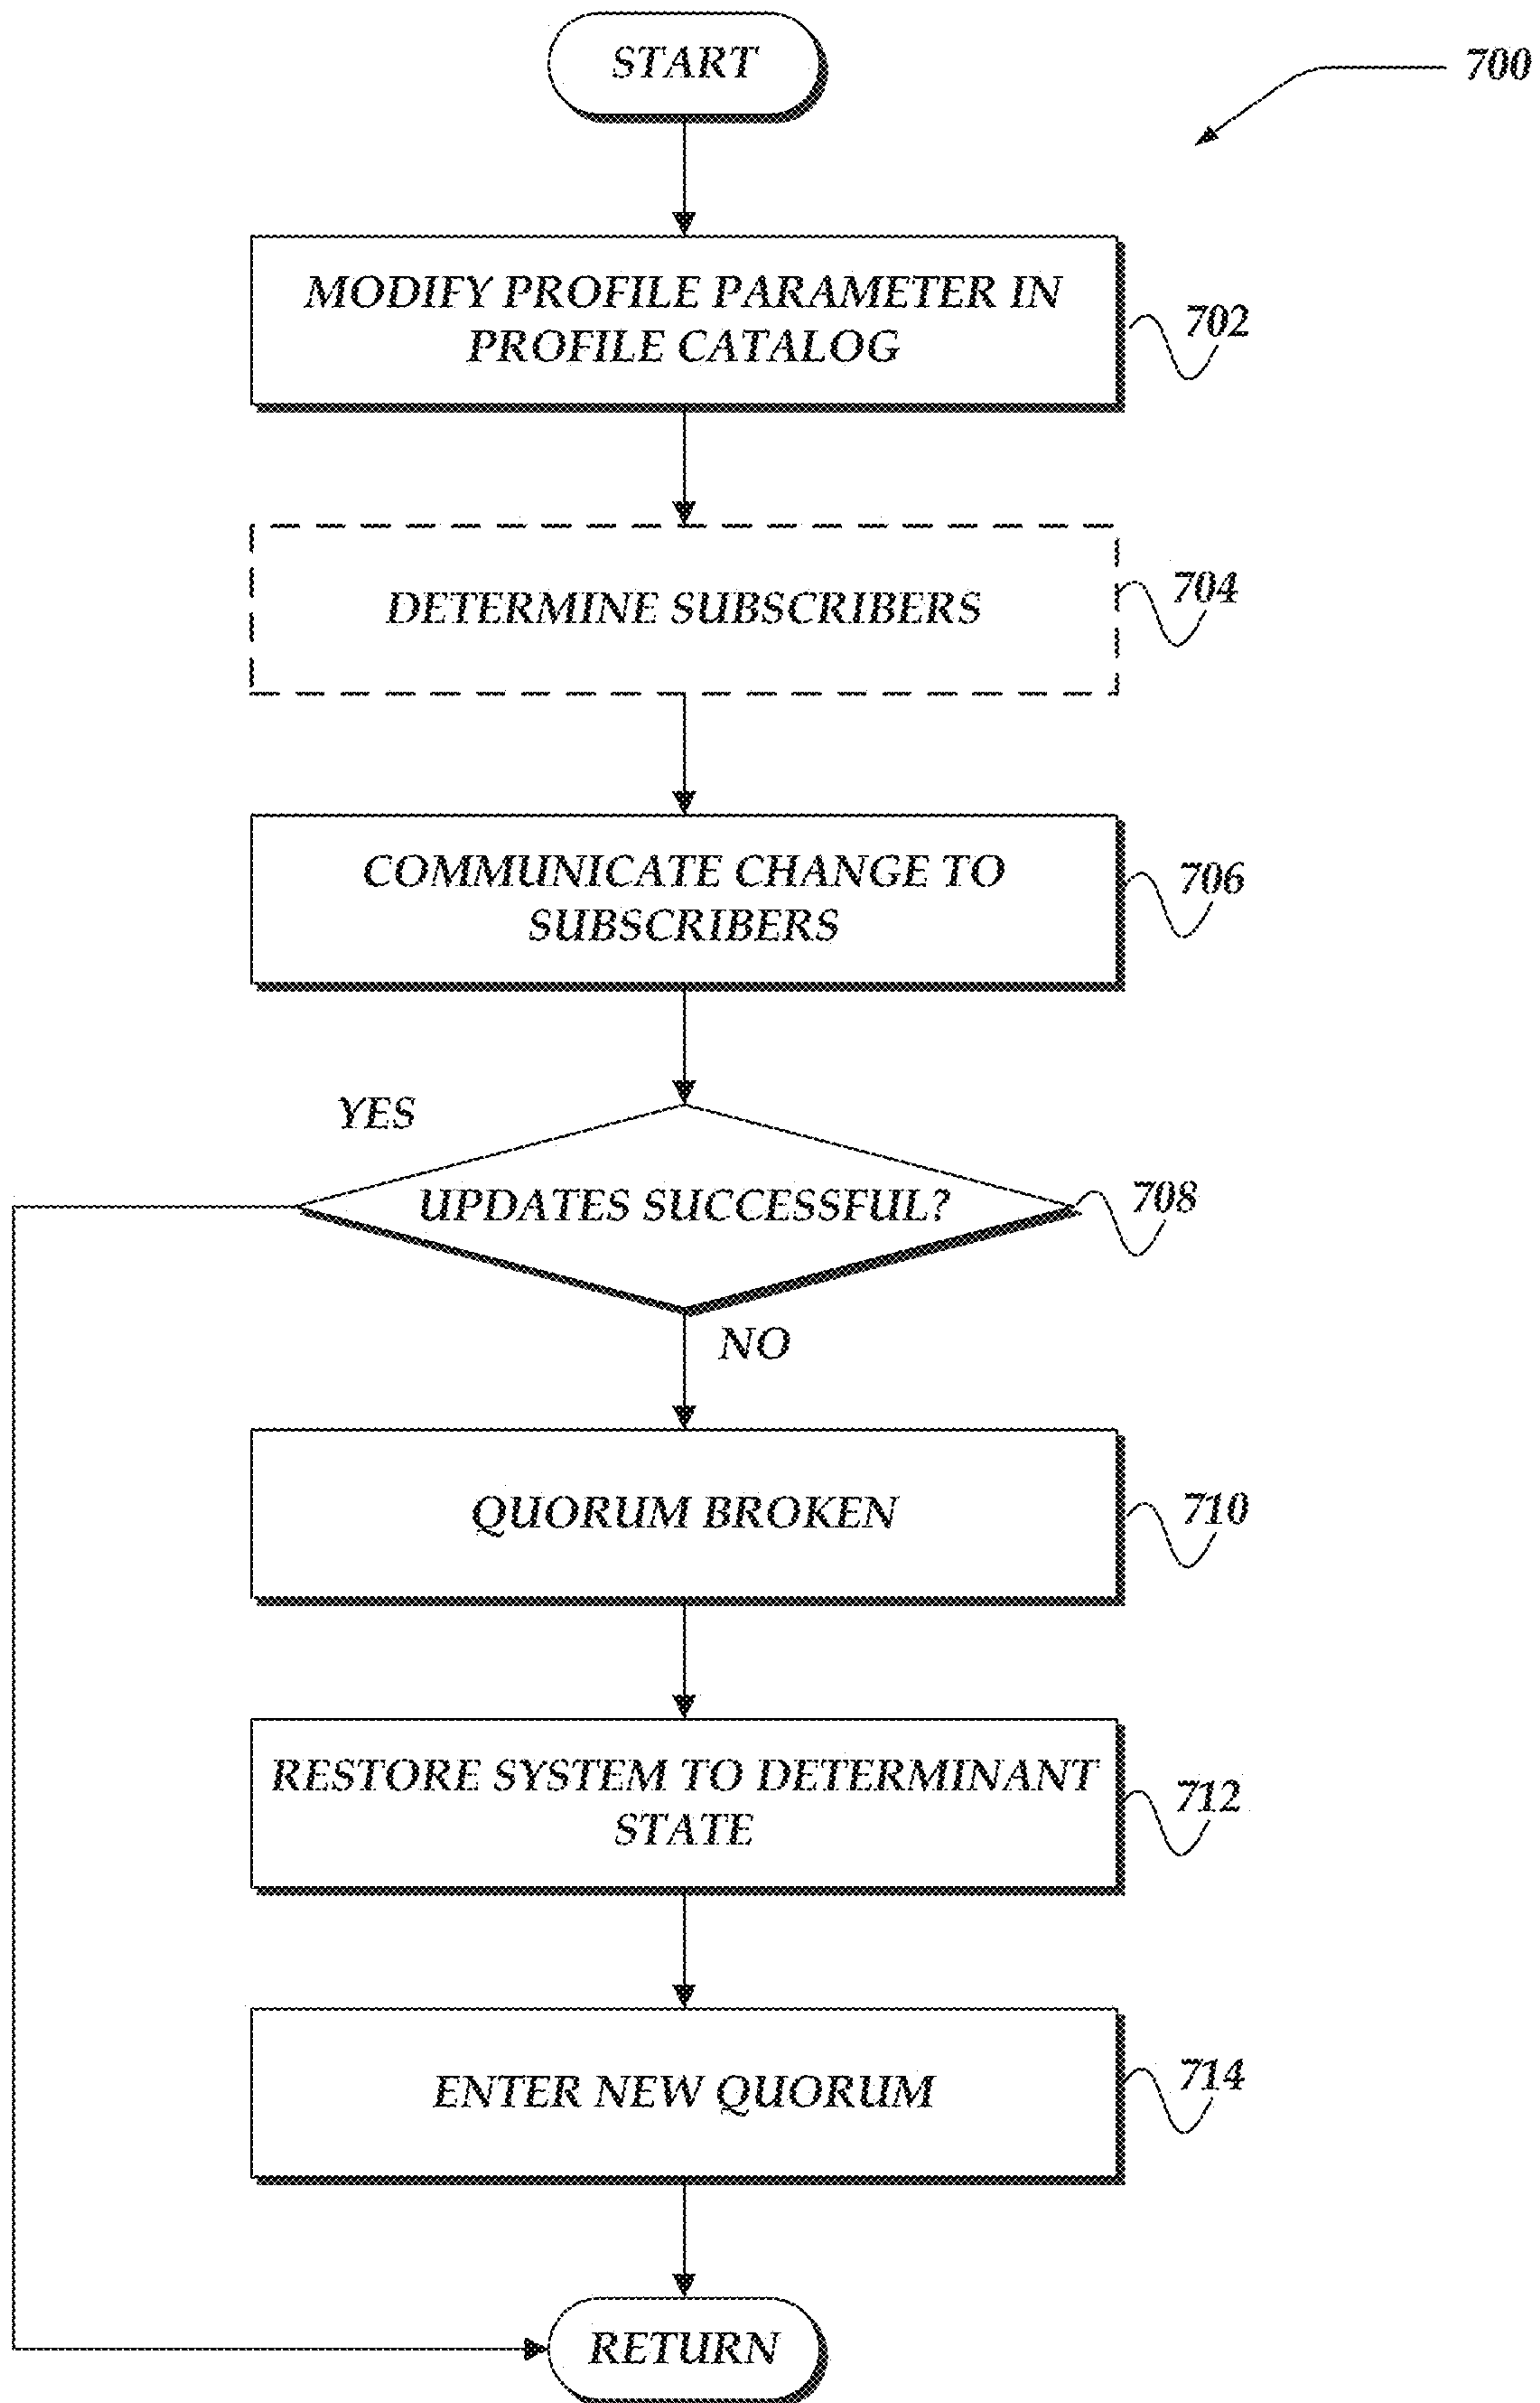 START
700
MODIFY PROFILE PARAMETER IN
PROFILE CATALOG
702
DETERMINE SUBSCRIBERS
704
COMMUNICATE CHANGE TO
SUBSCRIBERS
706
YES
UPDATES SUCCESSFUL?
708
NO
QUORUM BROKEN
710
RESTORE SYSTEM TO DETERMINANT
STATE
712
ENTER NEW QUORUM
714
RETURN